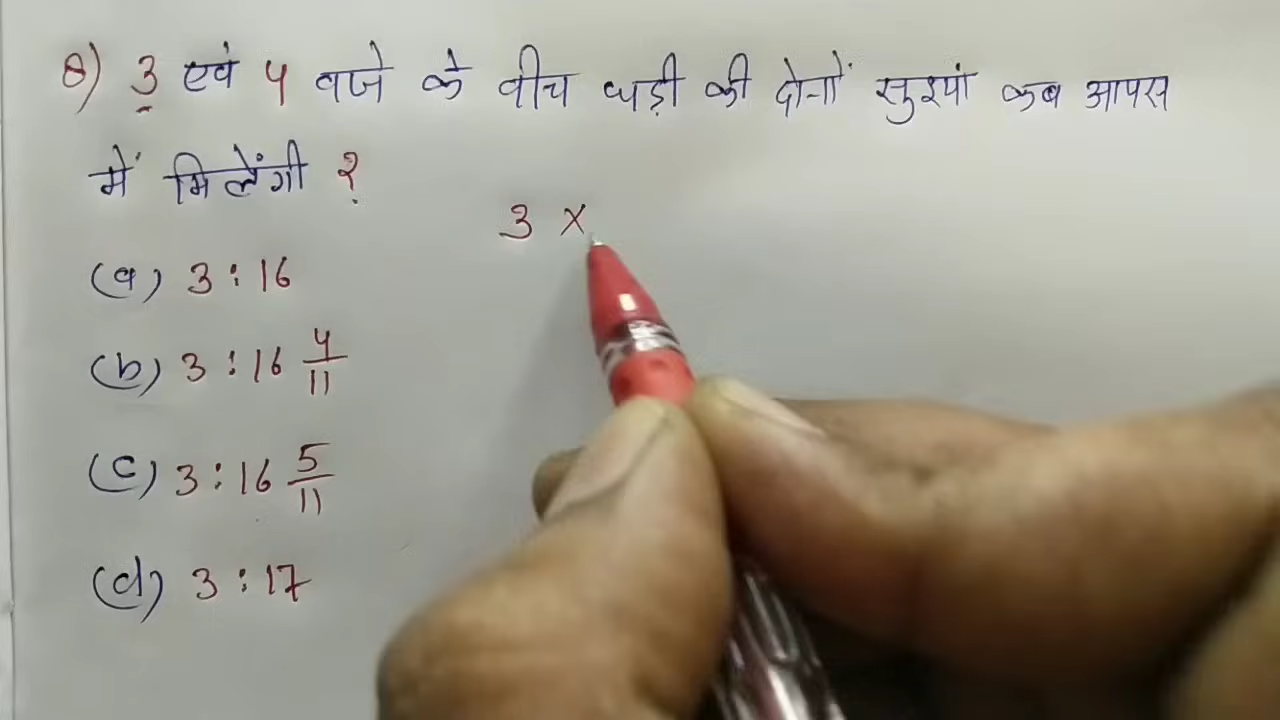 Q) 3 एवं 4 बजे के बीच घड़ी की दोनों सुइयां कब आपस
में मिलेंगी ?
3 ×
(a) 3 : 16
(b) 3 : 16 4/11
(c) 3 : 16 5/11
(d) 3 : 17